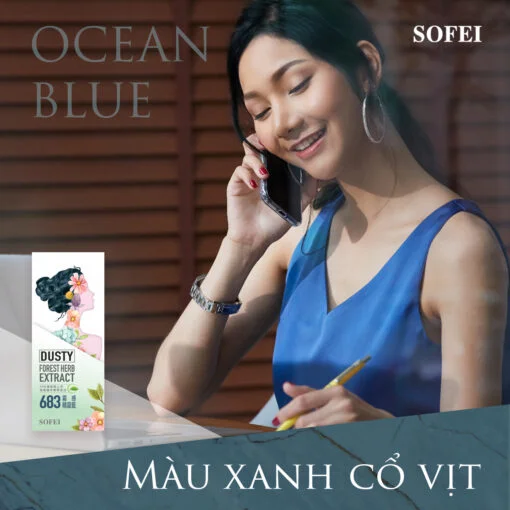 OCEAN
BLUE
SOFEI
DUSTY
FOREST HERB
EXTRACT
683
SOFEI
MÀU XANH CỔ VỊT